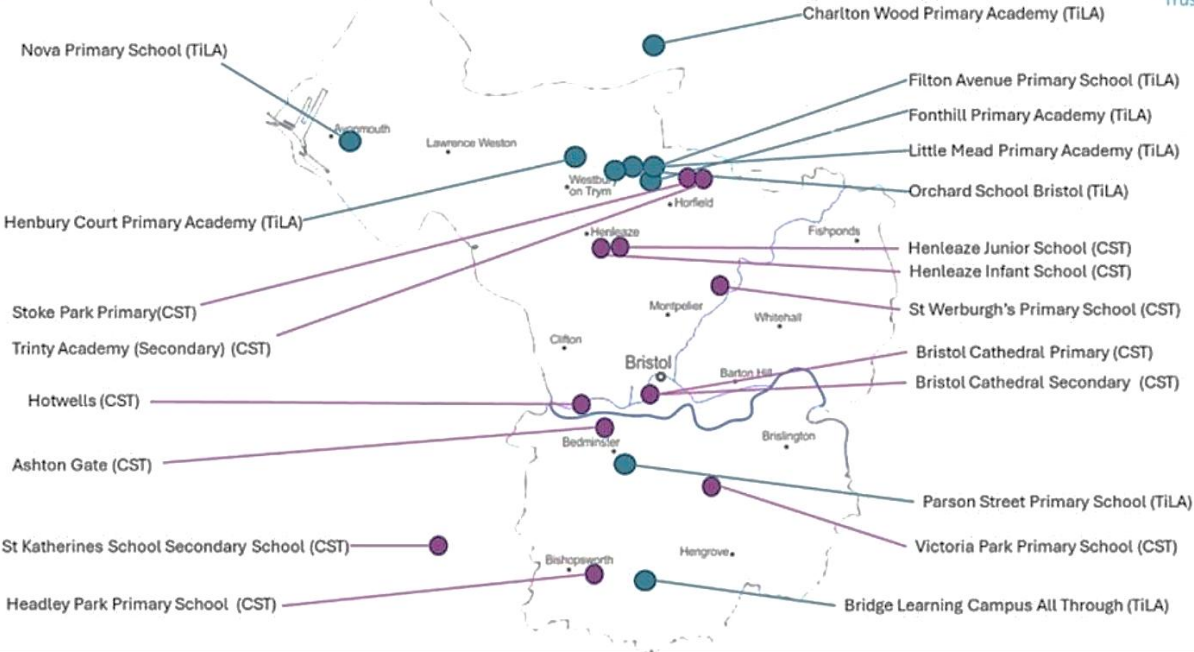 Trus
Charlton Wood Primary Academy (TiLA)
Nova Primary School (TiLA)
Filton Avenue Primary School (TiLA)
Fonthill Primary Academy (TiLA)
Avonmouth
Lawrence Weston
Little Mead Primary Academy (TiLA)
Westbury
on Trym
Orchard School Bristol (TiLA)
Horfield
Henbury Court Primary Academy (TiLA)
Henleaze
Fishponds
Henleaze Junior School (CST)
Henleaze Infant School (CST)
Stoke Park Primary(CST)
Montpelier
St Werburgh's Primary School (CST)
Whitehall
Trinty Academy (Secondary) (CST)
Clifton
Bristol Cathedral Primary (CST)
Bristol
Barton Hill
Bristol Cathedral Secondary (CST)
Hotwells (CST)
Bedminster
Brislington
Ashton Gate (CST)
Parson Street Primary School (TiLA)
St Katherines School Secondary School (CST)
Victoria Park Primary School (CST)
Hengrove
Bishopsworth
Headley Park Primary School (CST)
Bridge Learning Campus All Through (TiLA)